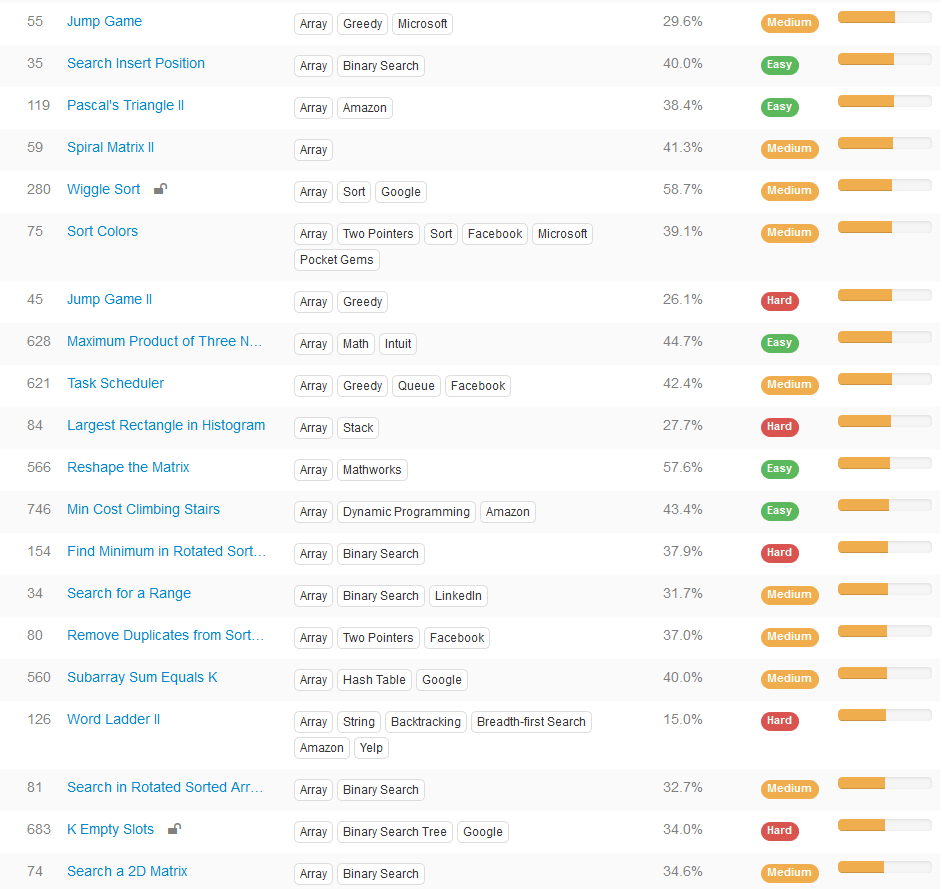 55 Jump Game Array Greedy Microsoft 29.6% Medium
35 Search Insert Position Array Binary Search 40.0% Easy
119 Pascal's Triangle II Array Amazon 38.4% Easy
59 Spiral Matrix II Array 41.3% Medium
280 Wiggle Sort Array Sort Google 58.7% Medium
75 Sort Colors Array Two Pointers Sort Facebook Microsoft 39.1% Medium
Pocket Gems
45 Jump Game II Array Greedy 26.1% Hard
628 Maximum Product of Three N... Array Math Intuit 44.7% Easy
621 Task Scheduler Array Greedy Queue Facebook 42.4% Medium
84 Largest Rectangle in Histogram Array Stack 27.7% Hard
566 Reshape the Matrix Array Mathworks 57.6% Easy
746 Min Cost Climbing Stairs Array Dynamic Programming Amazon 43.4% Easy
154 Find Minimum in Rotated Sort... Array Binary Search 37.9% Hard
34 Search for a Range Array Binary Search LinkedIn 31.7% Medium
80 Remove Duplicates from Sort... Array Two Pointers Facebook 37.0% Medium
560 Subarray Sum Equals K Array Hash Table Google 40.0% Medium
126 Word Ladder II Array String Backtracking Breadth-first Search 15.0% Hard
Amazon Yelp
81 Search in Rotated Sorted Arr... Array Binary Search 32.7% Medium
683 K Empty Slots Array Binary Search Tree Google 34.0% Hard
74 Search a 2D Matrix Array Binary Search 34.6% Medium